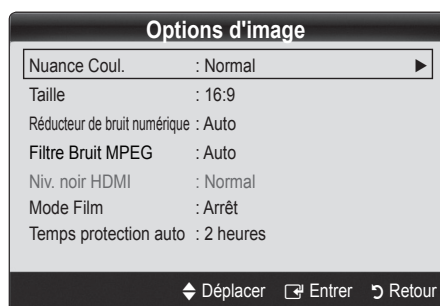 Options d'image
Nuance Coul. : Normal ►
Taille : 16:9
Réducteur de bruit numérique : Auto
Filtre Bruit MPEG : Auto
Niv. noir HDMI : Normal
Mode Film : Arrêt
Temps protection auto : 2 heures
Déplacer Entrer Retour